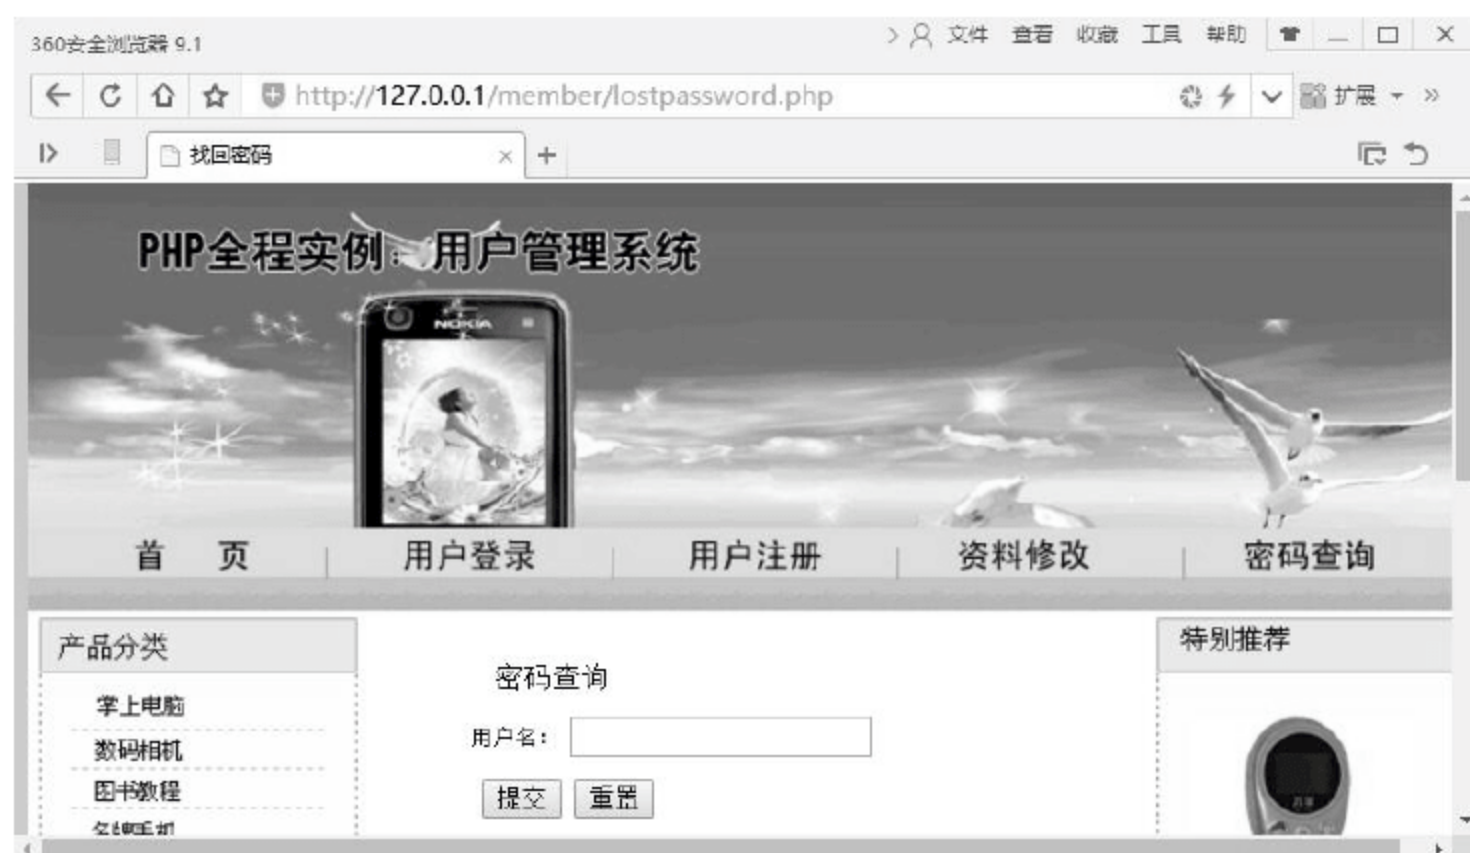 360安全浏览器 9.1
文件 查看 收藏 工具 帮助
http://127.0.0.1/member/lostpassword.php
扩展
找回密码
PHP全程实例:用户管理系统
NOKIA
首 页 用户登录 用户注册 资料修改 密码查询
产品分类
掌上电脑
数码相机
图书教程
名牌手机
密码查询
用户名:
提交 重置
特别推荐